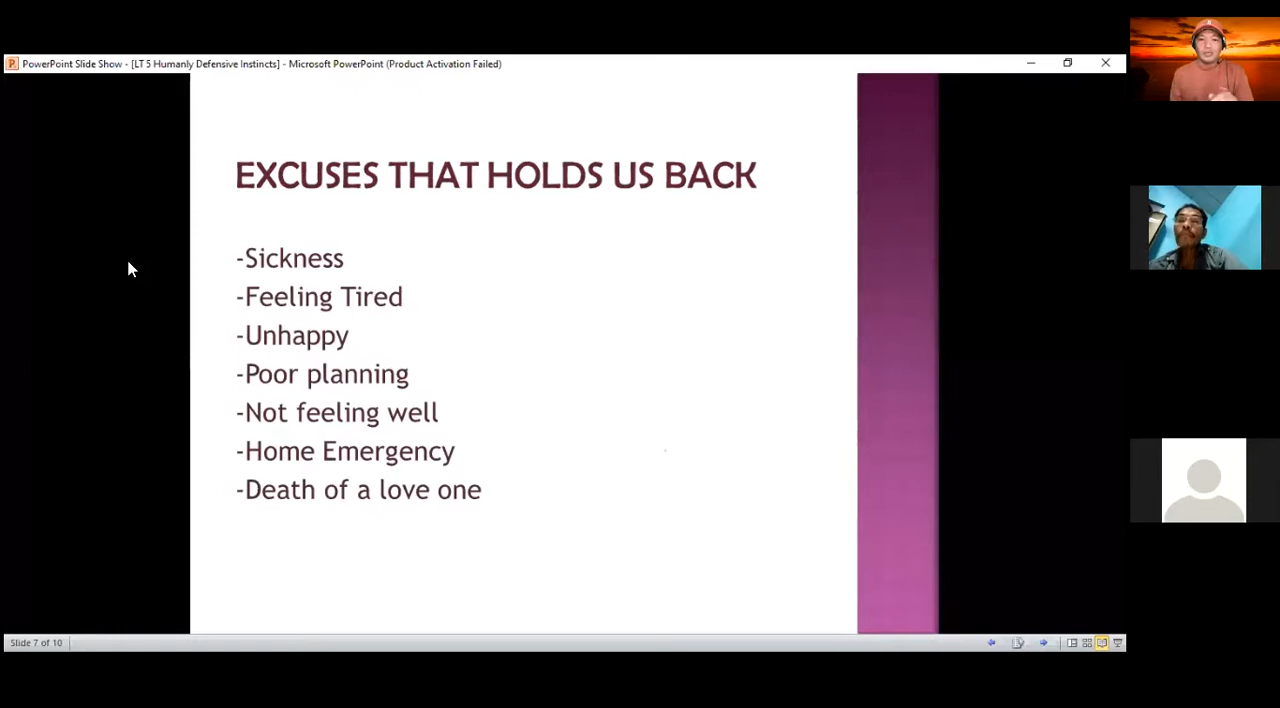 PowerPoint Slide Show - [LT 5 Humanly Defensive Instincts] - Microsoft PowerPoint (Product Activation Failed)
EXCUSES THAT HOLDS US BACK
-Sickness
-Feeling Tired
-Unhappy
-Poor planning
-Not feeling well
-Home Emergency
-Death of a love one
Slide 7 of 10